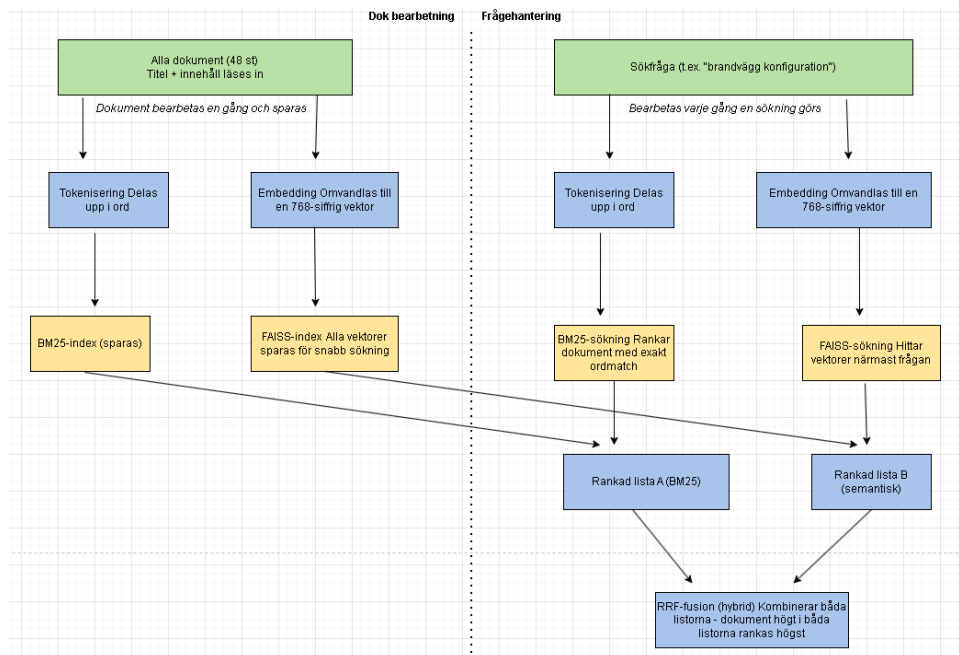 Dok bearbetning
Frågehantering
Alla dokument (48 st)
Titel + innehåll läses in
Sökfråga (t.ex. "brandvägg konfiguration")
Dokument bearbetas en gång och sparas
Bearbetas varje gång en sökning görs
Tokenisering Delas
upp i ord
Embedding Omvandlas till
en 768-siffrig vektor
Tokenisering Delas
upp i ord
Embedding Omvandlas till en
768-siffrig vektor
BM25-index (sparas)
FAISS-index Alla vektorer
sparas för snabb sökning
BM25-sökning Rankar
dokument med exakt
ordmatch
FAISS-sökning Hittar
vektorer närmast frågan
Rankad lista A (BM25)
Rankad lista B
(semantisk)
RRF-fusion (hybrid) Kombinerar båda
listorna - dokument högt i båda
listorna rankas högst